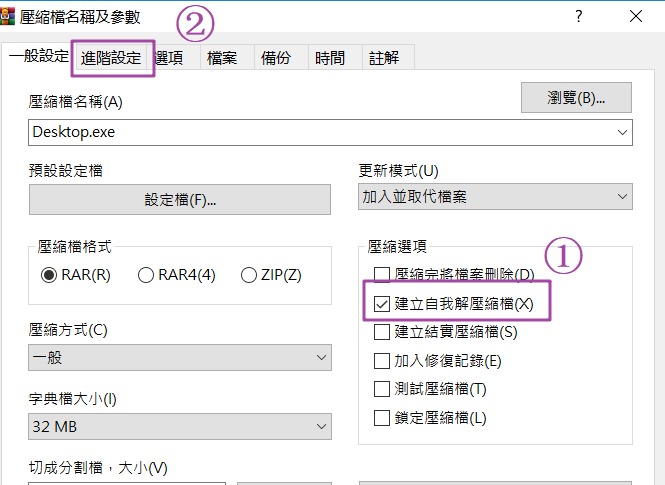 壓縮檔名稱及參數
②
一般設定 進階設定 選項 檔案 備份 時間 註解
壓縮檔名稱(A)
瀏覽(B)...
Desktop.exe
預設設定檔
更新模式(U)
設定檔(F)...
加入並取代檔案
壓縮檔格式
壓縮選項
①
RAR(R) RAR4(4) ZIP(Z)
壓縮完將檔案刪除(D)
建立自我解壓縮檔(X)
壓縮方式(C)
建立結實壓縮檔(S)
一般
加入修復記錄(E)
測試壓縮檔(T)
字典檔大小(I)
鎖定壓縮檔(L)
32 MB
切成分割檔，大小(V)